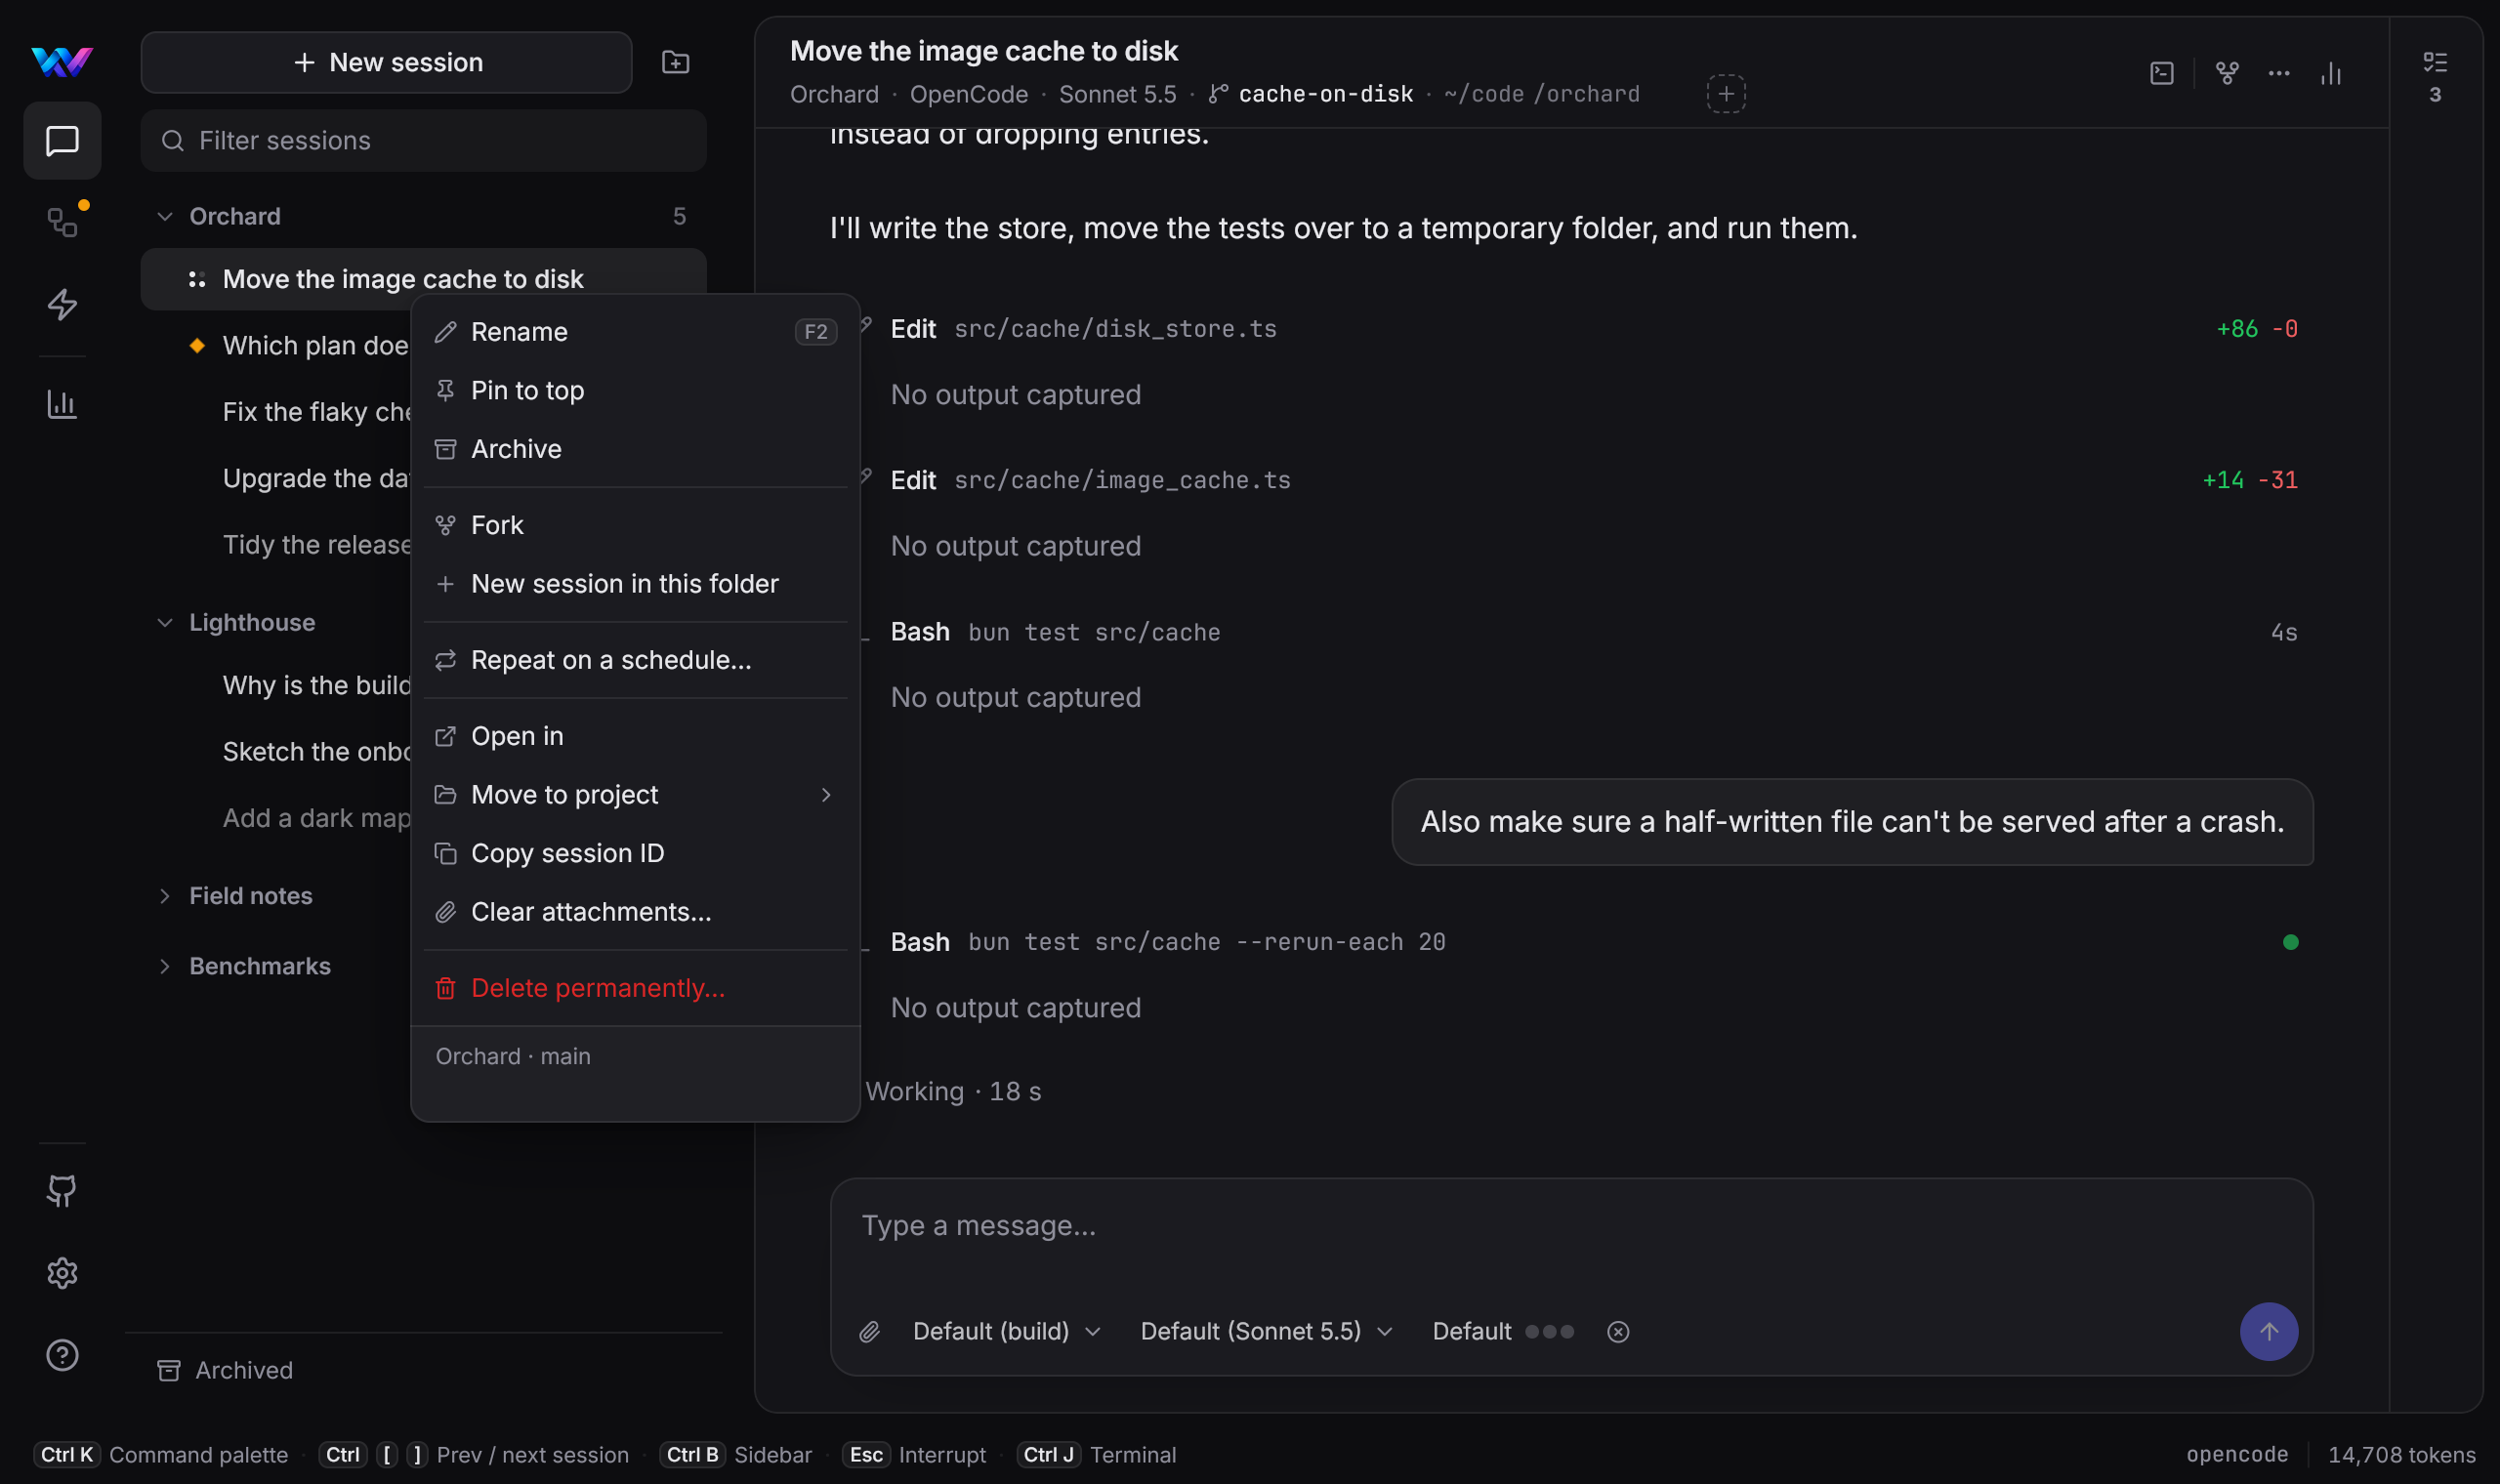 New session
Filter sessions
Orchard 5
Move the image cache to disk
Which plan doe
Fix the flaky che
Upgrade the da
Tidy the release
Lighthouse
Why is the build
Sketch the onbo
Add a dark map
Field notes
Benchmarks
Archived
Rename F2
Pin to top
Archive
Fork
New session in this folder
Repeat on a schedule...
Open in
Move to project
Copy session ID
Clear attachments...
Delete permanently...
Orchard · main
Move the image cache to disk
Orchard · OpenCode · Sonnet 5.5 · cache-on-disk · ~/code /orchard
3
instead of dropping entries.
I'll write the store, move the tests over to a temporary folder, and run them.
Edit src/cache/disk_store.ts +86 -0
No output captured
Edit src/cache/image_cache.ts +14 -31
No output captured
Bash bun test src/cache 4s
No output captured
Also make sure a half-written file can't be served after a crash.
Bash bun test src/cache --rerun-each 20
No output captured
Working · 18 s
Type a message...
Default (build) Default (Sonnet 5.5) Default
Ctrl K Command palette · Ctrl [ ] Prev / next session · Ctrl B Sidebar · Esc Interrupt · Ctrl J Terminal
opencode 14,708 tokens